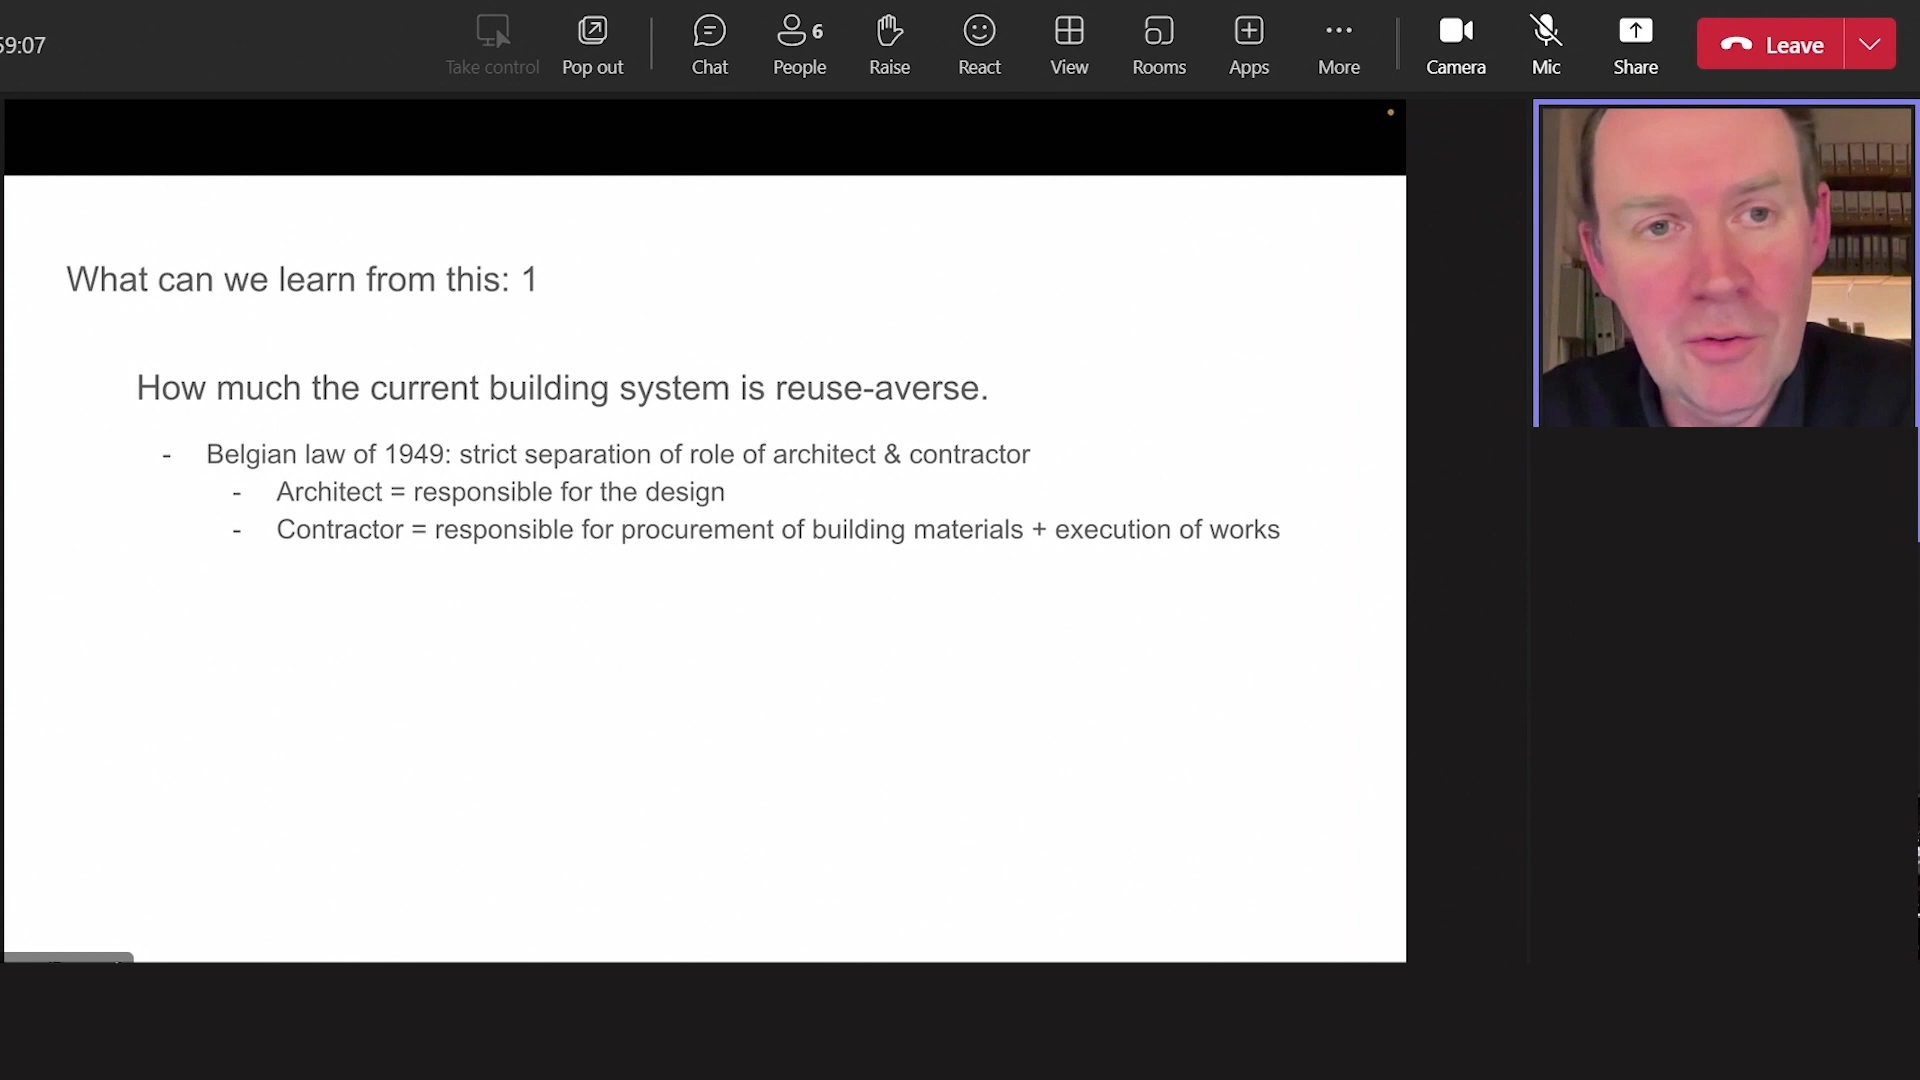 59:07
Take control
Pop out
Chat
6
People
Raise
React
View
Rooms
Apps
More
Camera
Mic
Share
Leave
What can we learn from this: 1
How much the current building system is reuse-averse.
- Belgian law of 1949: strict separation of role of architect & contractor
- Architect = responsible for the design
- Contractor = responsible for procurement of building materials + execution of works